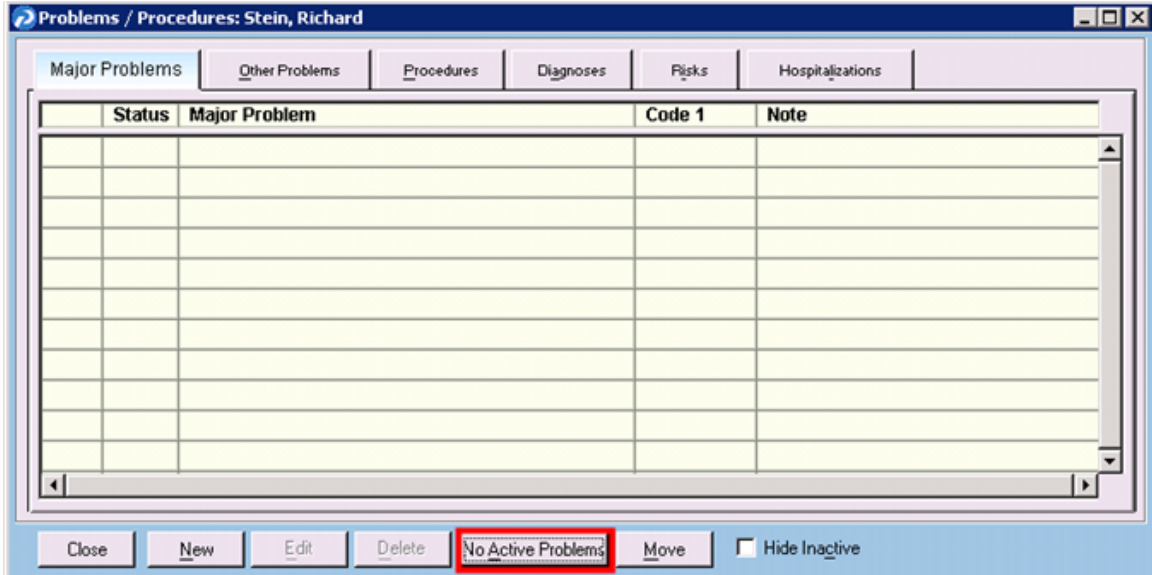 Problems / Procedures: Stein, Richard
Major Problems Other Problems Procedures Diagnoses Risks Hospitalizations
Status Major Problem Code 1 Note
Close New Edit Delete No Active Problems Move Hide Inactive